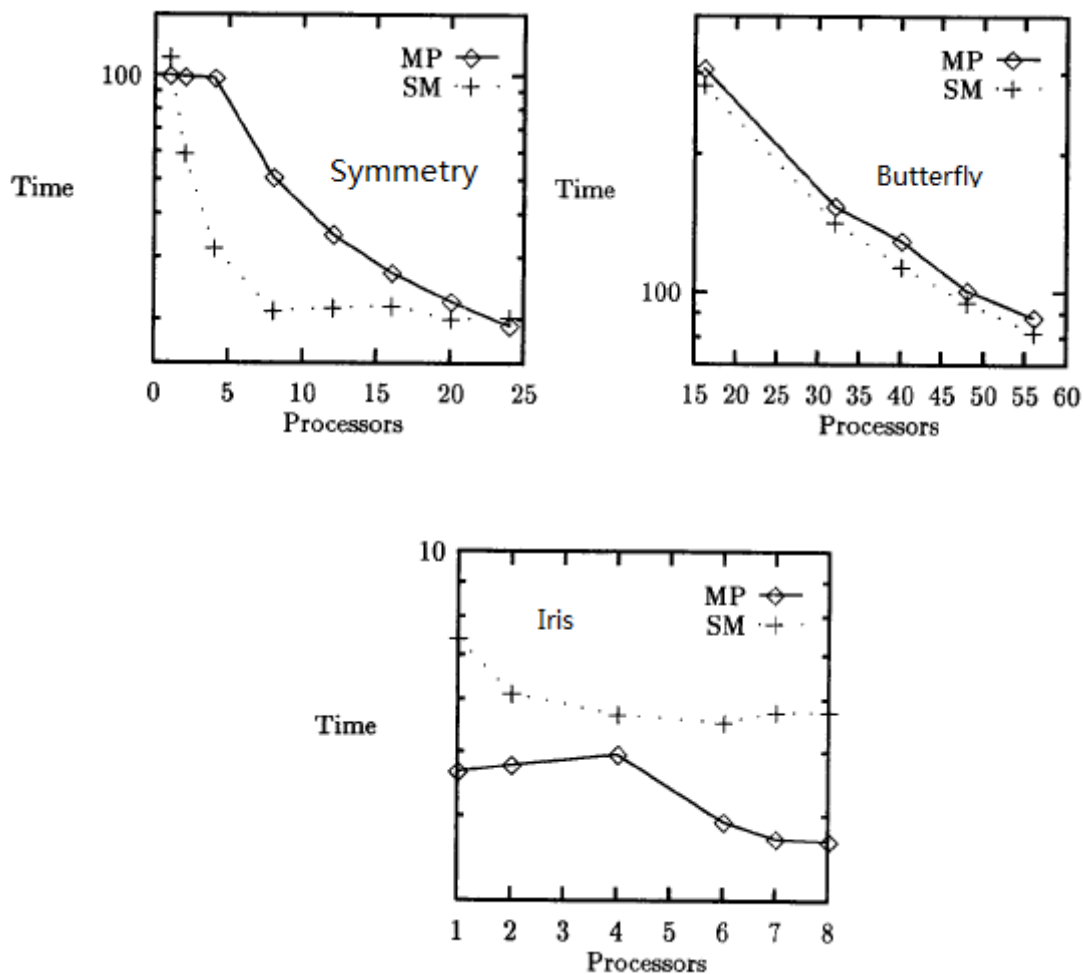 MP
SM
100
Symmetry
Time
0 5 10 15 20 25
Processors
MP
SM
Butterfly
Time
100
15 20 25 30 35 40 45 50 55 60
Processors
10
MP
SM
Iris
Time
1 2 3 4 5 6 7 8
Processors